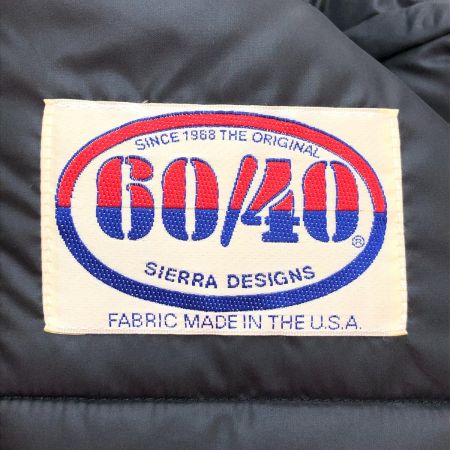 SINCE 1968 THE ORIGINAL
60/40
®
SIERRA DESIGNS
FABRIC MADE IN THE U.S.A.